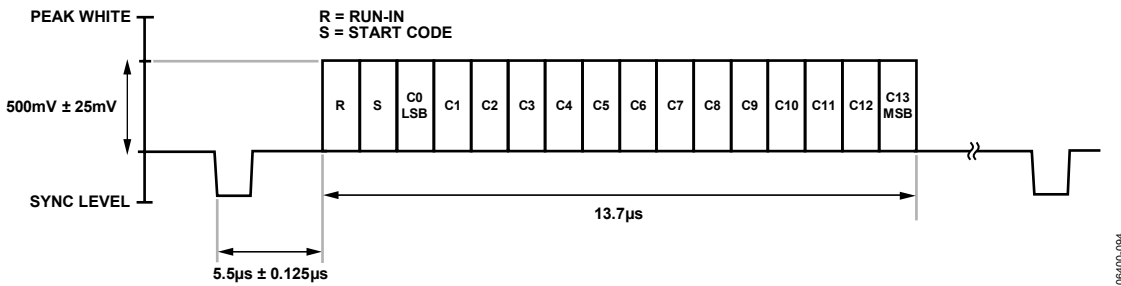 PEAK WHITE
R = RUN-IN
S = START CODE
500mV ± 25mV
R
S
C0
LSB
C1
C2
C3
C4
C5
C6
C7
C8
C9
C10
C11
C12
C13
MSB
SYNC LEVEL
13.7µs
5.5µs ± 0.125µs
06400-094